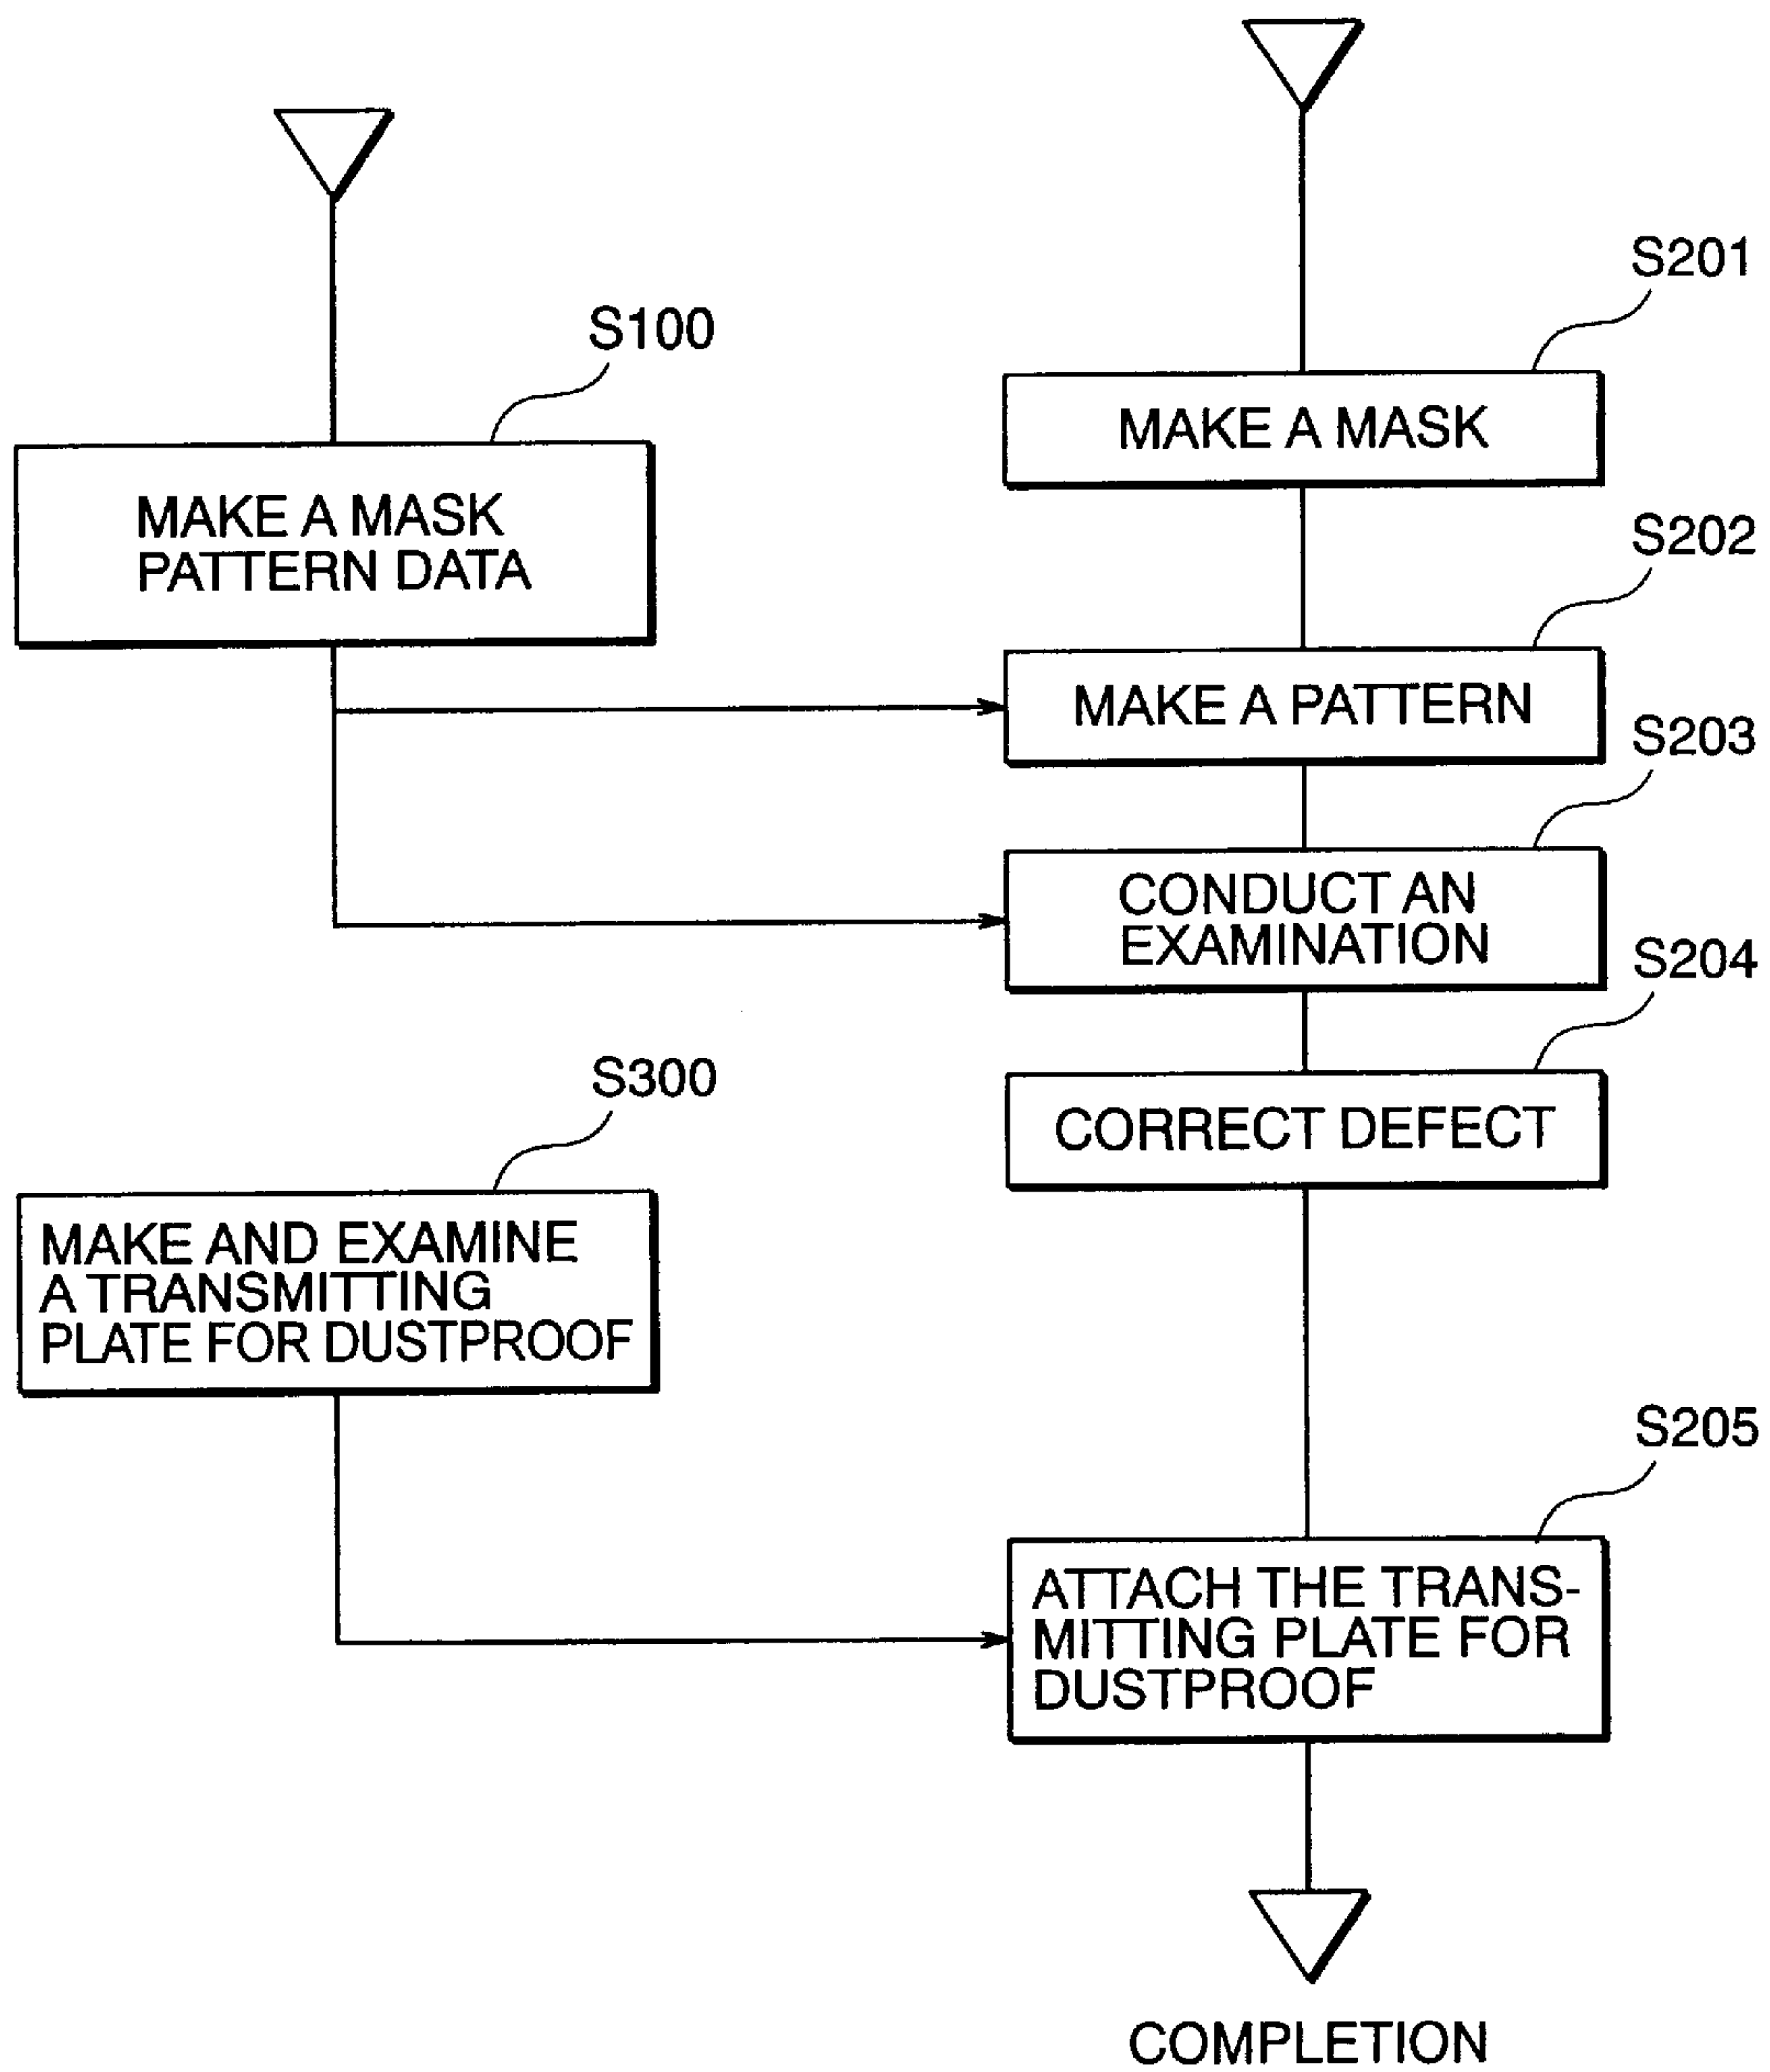 S201
S100
MAKE A MASK
MAKE A MASK
PATTERN DATA
S202
MAKE A PATTERN
S203
CONDUCT AN
EXAMINATION
S204
S300
CORRECT DEFECT
MAKE AND EXAMINE
A TRANSMITTING
PLATE FOR DUSTPROOF
S205
ATTACH THE TRANS-
MITTING PLATE FOR
DUSTPROOF
COMPLETION